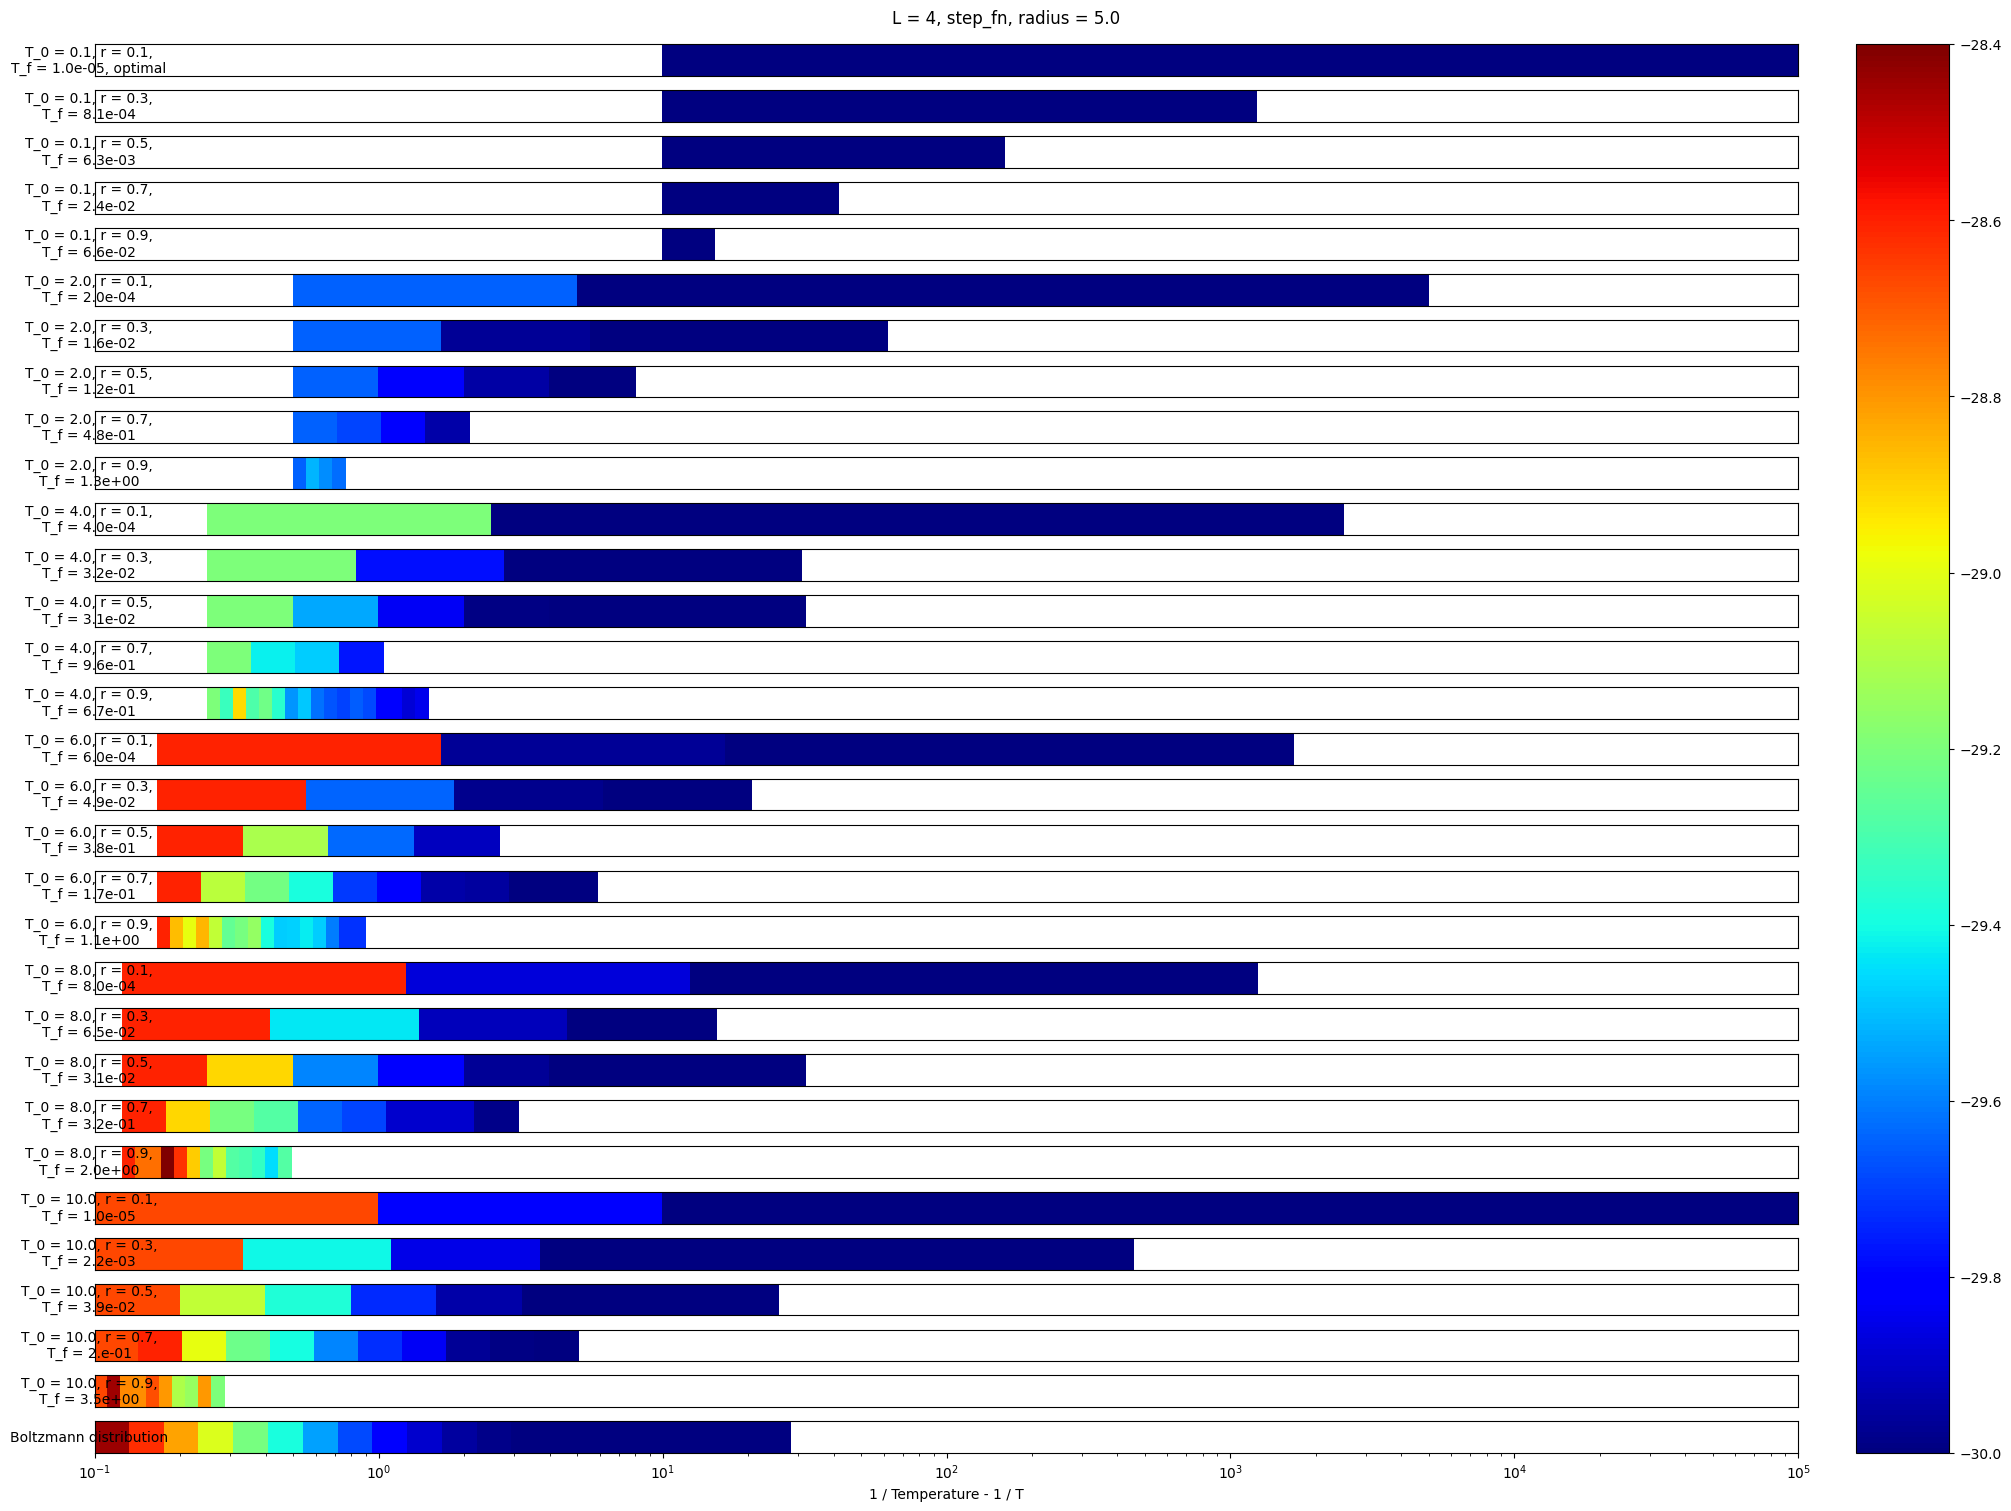 L = 4, step_fn, radius = 5.0
T_0 = 0.1, r = 0.1,
T_f = 1.0e-05, optimal
T_0 = 0.1, r = 0.3,
T_f = 8.1e-04
T_0 = 0.1, r = 0.5,
T_f = 6.3e-03
T_0 = 0.1, r = 0.7,
T_f = 2.4e-02
T_0 = 0.1, r = 0.9,
T_f = 6.6e-02
T_0 = 2.0, r = 0.1,
T_f = 2.0e-04
T_0 = 2.0, r = 0.3,
T_f = 1.6e-02
T_0 = 2.0, r = 0.5,
T_f = 1.2e-01
T_0 = 2.0, r = 0.7,
T_f = 4.8e-01
T_0 = 2.0, r = 0.9,
T_f = 1.3e+00
T_0 = 4.0, r = 0.1,
T_f = 4.0e-04
T_0 = 4.0, r = 0.3,
T_f = 3.2e-02
T_0 = 4.0, r = 0.5,
T_f = 3.1e-02
T_0 = 4.0, r = 0.7,
T_f = 9.6e-01
T_0 = 4.0, r = 0.9,
T_f = 6.7e-01
T_0 = 6.0, r = 0.1,
T_f = 6.0e-04
T_0 = 6.0, r = 0.3,
T_f = 4.9e-02
T_0 = 6.0, r = 0.5,
T_f = 3.8e-01
T_0 = 6.0, r = 0.7,
T_f = 1.7e-01
T_0 = 6.0, r = 0.9,
T_f = 1.1e+00
T_0 = 8.0, r = 0.1,
T_f = 8.0e-04
T_0 = 8.0, r = 0.3,
T_f = 6.5e-02
T_0 = 8.0, r = 0.5,
T_f = 3.1e-02
T_0 = 8.0, r = 0.7,
T_f = 3.2e-01
T_0 = 8.0, r = 0.9,
T_f = 2.0e+00
T_0 = 10.0, r = 0.1,
T_f = 1.0e-05
T_0 = 10.0, r = 0.3,
T_f = 2.2e-03
T_0 = 10.0, r = 0.5,
T_f = 3.9e-02
T_0 = 10.0, r = 0.7,
T_f = 2.e-01
T_0 = 10.0, r = 0.9,
T_f = 3.5e+00
Boltzmann distribution
10⁻¹ 10⁰ 10¹ 10² 10³ 10⁴ 10⁵
1 / Temperature - 1 / T
−28.4
−28.6
−28.8
−29.0
−29.2
−29.4
−29.6
−29.8
−30.0